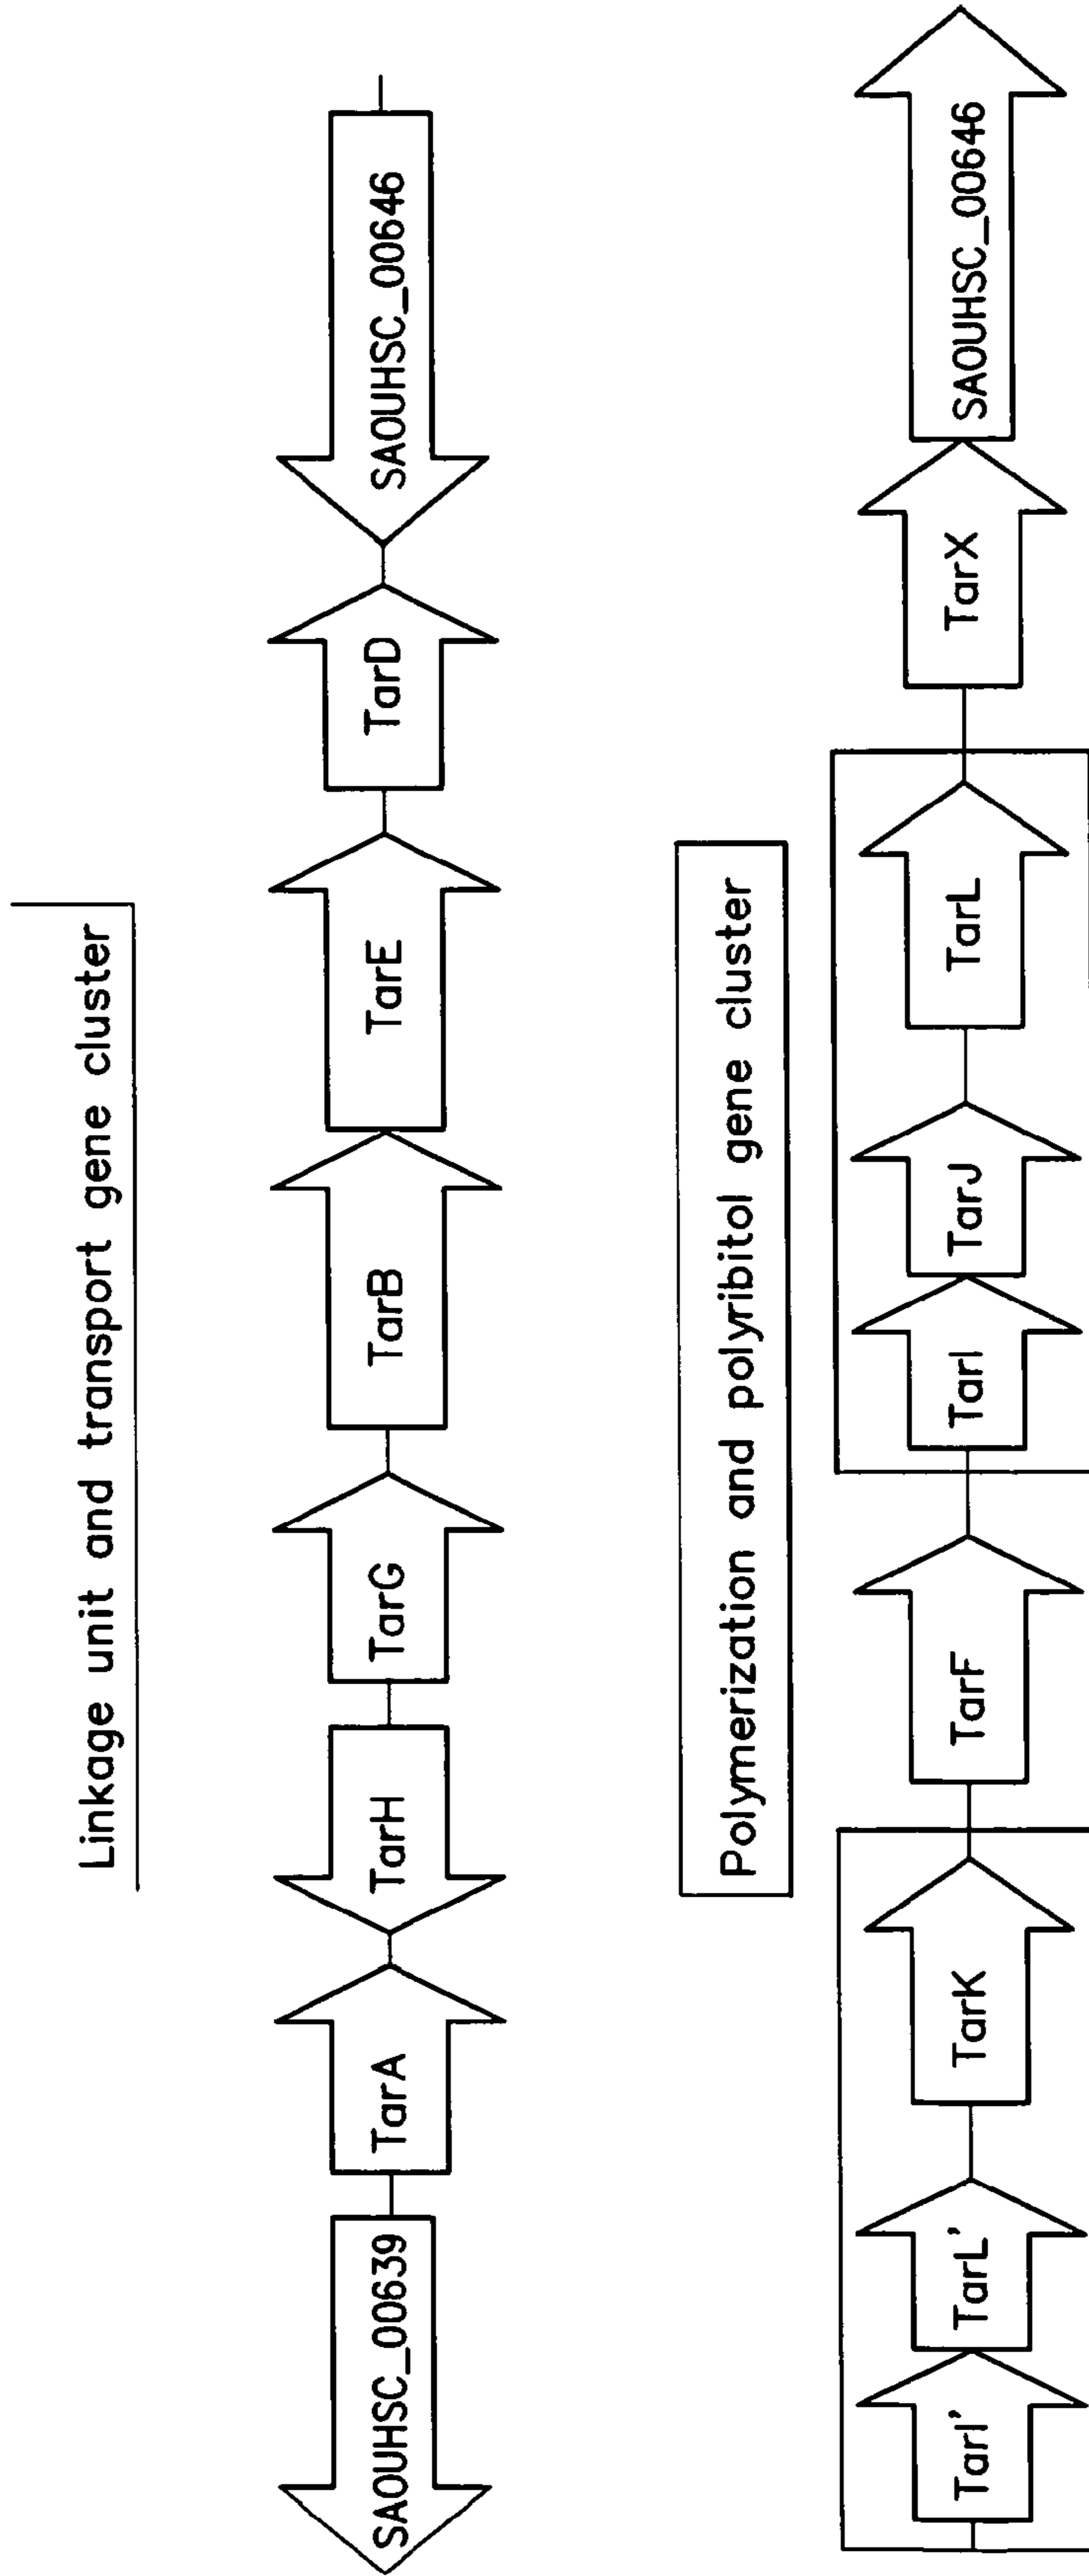 Linkage unit and transport gene cluster
SAOUHSC_00639
TarA
TarH
TarG
TarB
TarE
TarD
SAOUHSC_00646
Polymerization and polyribitol gene cluster
TarI'
TarL'
TarK
TarF
TarI
TarJ
TarL
TarX
SAOUHSC_00646